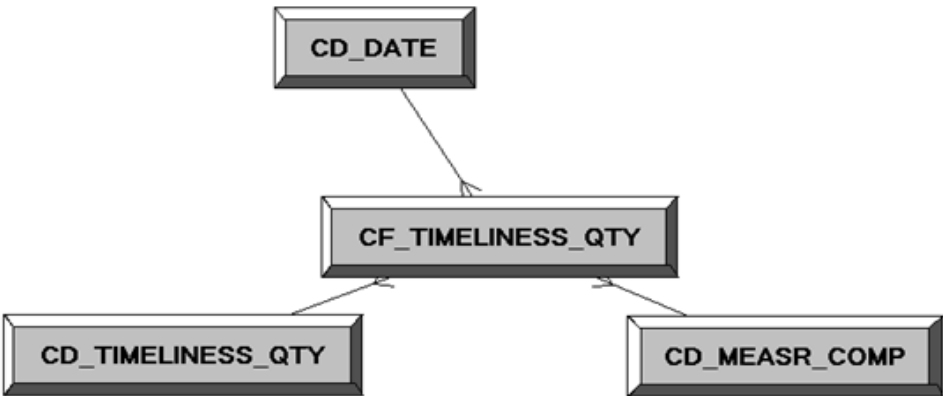 CD_DATE
CF_TIMELINESS_QTY
CD_TIMELINESS_QTY
CD_MEASR_COMP